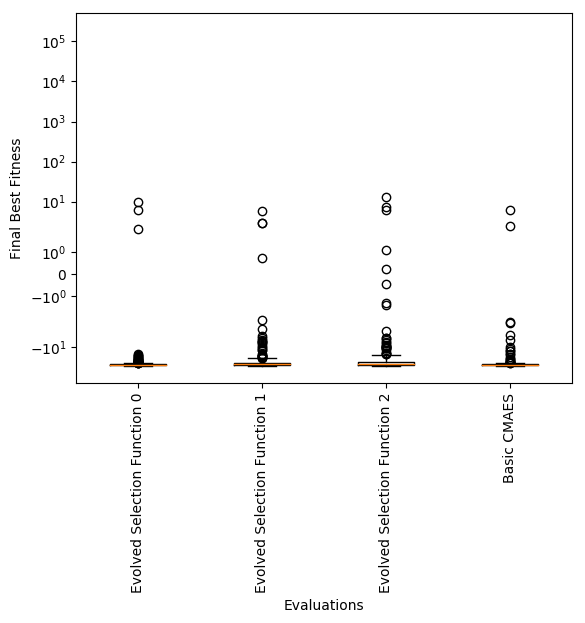 10^5
10^4
10^3
10^2
10^1
10^0
0
−10^0
−10^1
Final Best Fitness
Evolved Selection Function 0
Evolved Selection Function 1
Evolved Selection Function 2
Basic CMAES
Evaluations